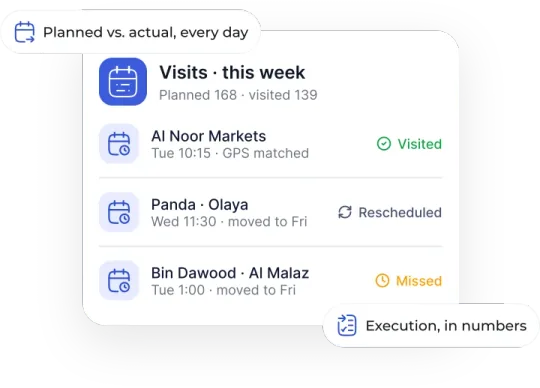 Planned vs. actual, every day
Visits · this week
Planned 168 · visited 139
Al Noor Markets
Tue 10:15 · GPS matched
Visited
Panda · Olaya
Wed 11:30 · moved to Fri
Rescheduled
Bin Dawood · Al Malaz
Tue 1:00 · moved to Fri
Missed
Execution, in numbers